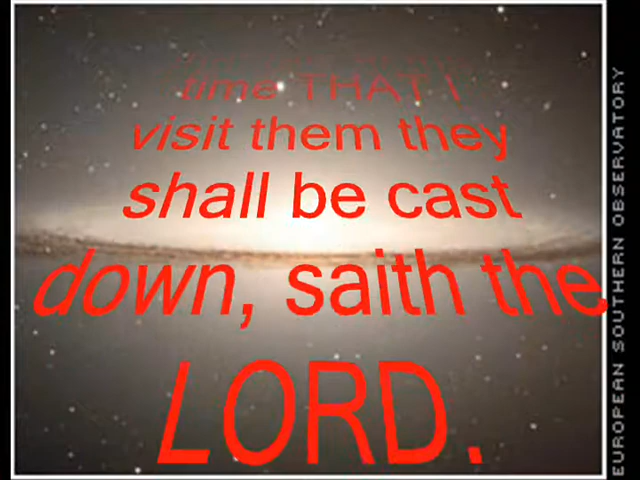 time THAT I
visit them they
shall be cast
down, saith the
LORD.
EUROPEAN SOUTHERN OBSERVATORY